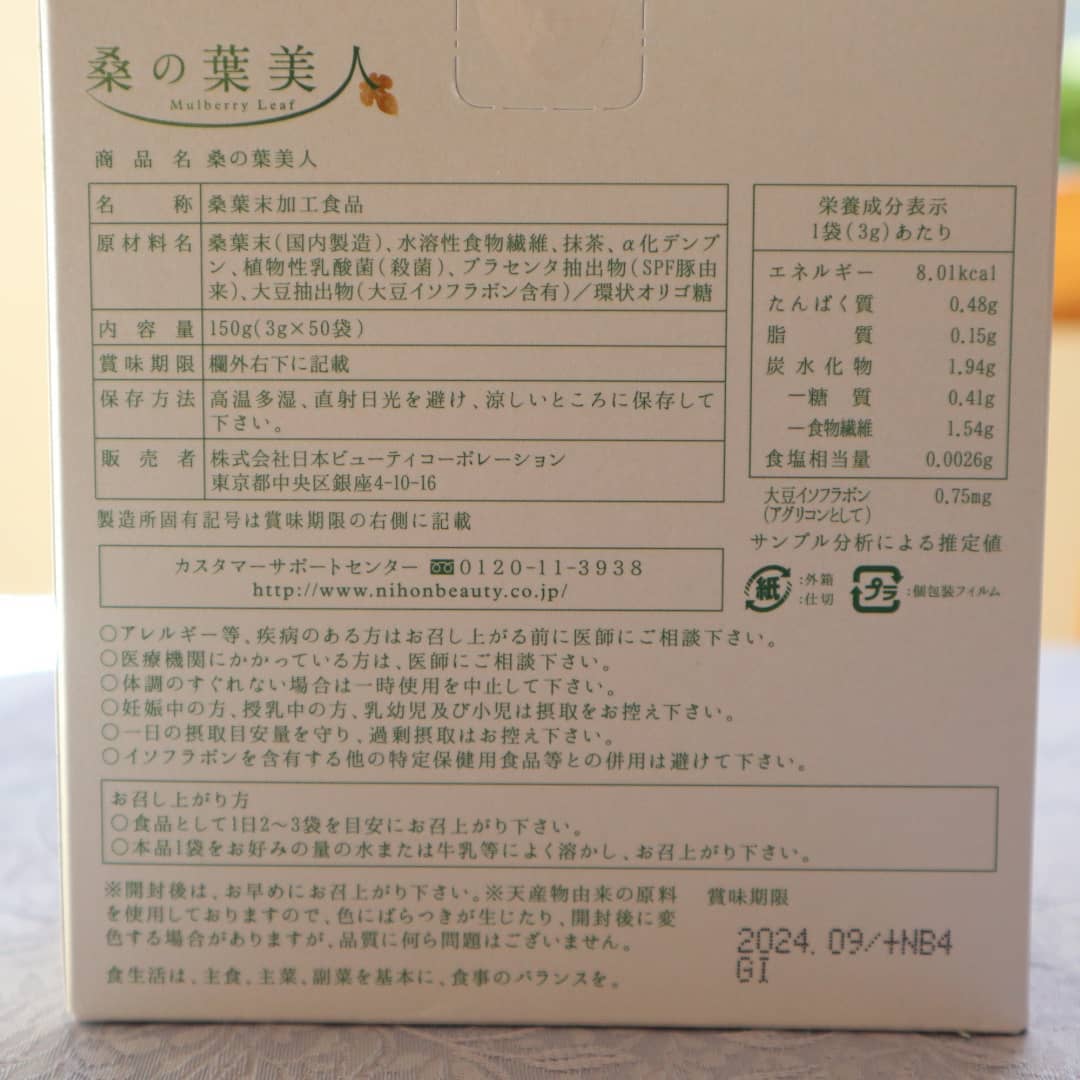 桑の葉美人
Mulberry Leaf
商品名 桑の葉美人
名称 桑葉末加工食品
原材料名 桑葉末(国内製造)、水溶性食物繊維、抹茶、α化デンプ
ン、植物性乳酸菌(殺菌)、プラセンタ抽出物(SPF豚由
来)、大豆抽出物(大豆イソフラボン含有)/環状オリゴ糖
内容量 150g(3g×50袋)
賞味期限 欄外右下に記載
保存方法 高温多湿、直射日光を避け、涼しいところに保存して
下さい。
販売者 株式会社日本ビューティコーポレーション
東京都中央区銀座4-10-16
製造所固有記号は賞味期限の右側に記載
栄養成分表示
1袋(3g)あたり
エネルギー 8.01kcal
たんぱく質 0.48g
脂質 0.15g
炭水化物 1.94g
―糖質 0.41g
―食物繊維 1.54g
食塩相当量 0.0026g
大豆イソフラボン 0.75mg
(アグリコンとして)
サンプル分析による推定値
紙 :外箱
:仕切
プラ :個包装フィルム
カスタマーサポートセンター 0120-11-3938
http://www.nihonbeauty.co.jp/
○アレルギー等、疾病のある方はお召し上がる前に医師にご相談下さい。
○医療機関にかかっている方は、医師にご相談下さい。
○体調のすぐれない場合は一時使用を中止して下さい。
○妊娠中の方、授乳中の方、乳幼児及び小児は摂取をお控え下さい。
○一日の摂取目安量を守り、過剰摂取はお控え下さい。
○イソフラボンを含有する他の特定保健用食品等との併用は避けて下さい。
お召し上がり方
○食品として1日2~3袋を目安にお召上がり下さい。
○本品1袋をお好みの量の水または牛乳等によく溶かし、お召上がり下さい。
※開封後は、お早めにお召上がり下さい。※天産物由来の原料
を使用しておりますので、色にばらつきが生じたり、開封後に変
色する場合がありますが、品質に何ら問題はございません。
食生活は、主食、主菜、副菜を基本に、食事のバランスを。
賞味期限
2024. 09/+NB4
GI